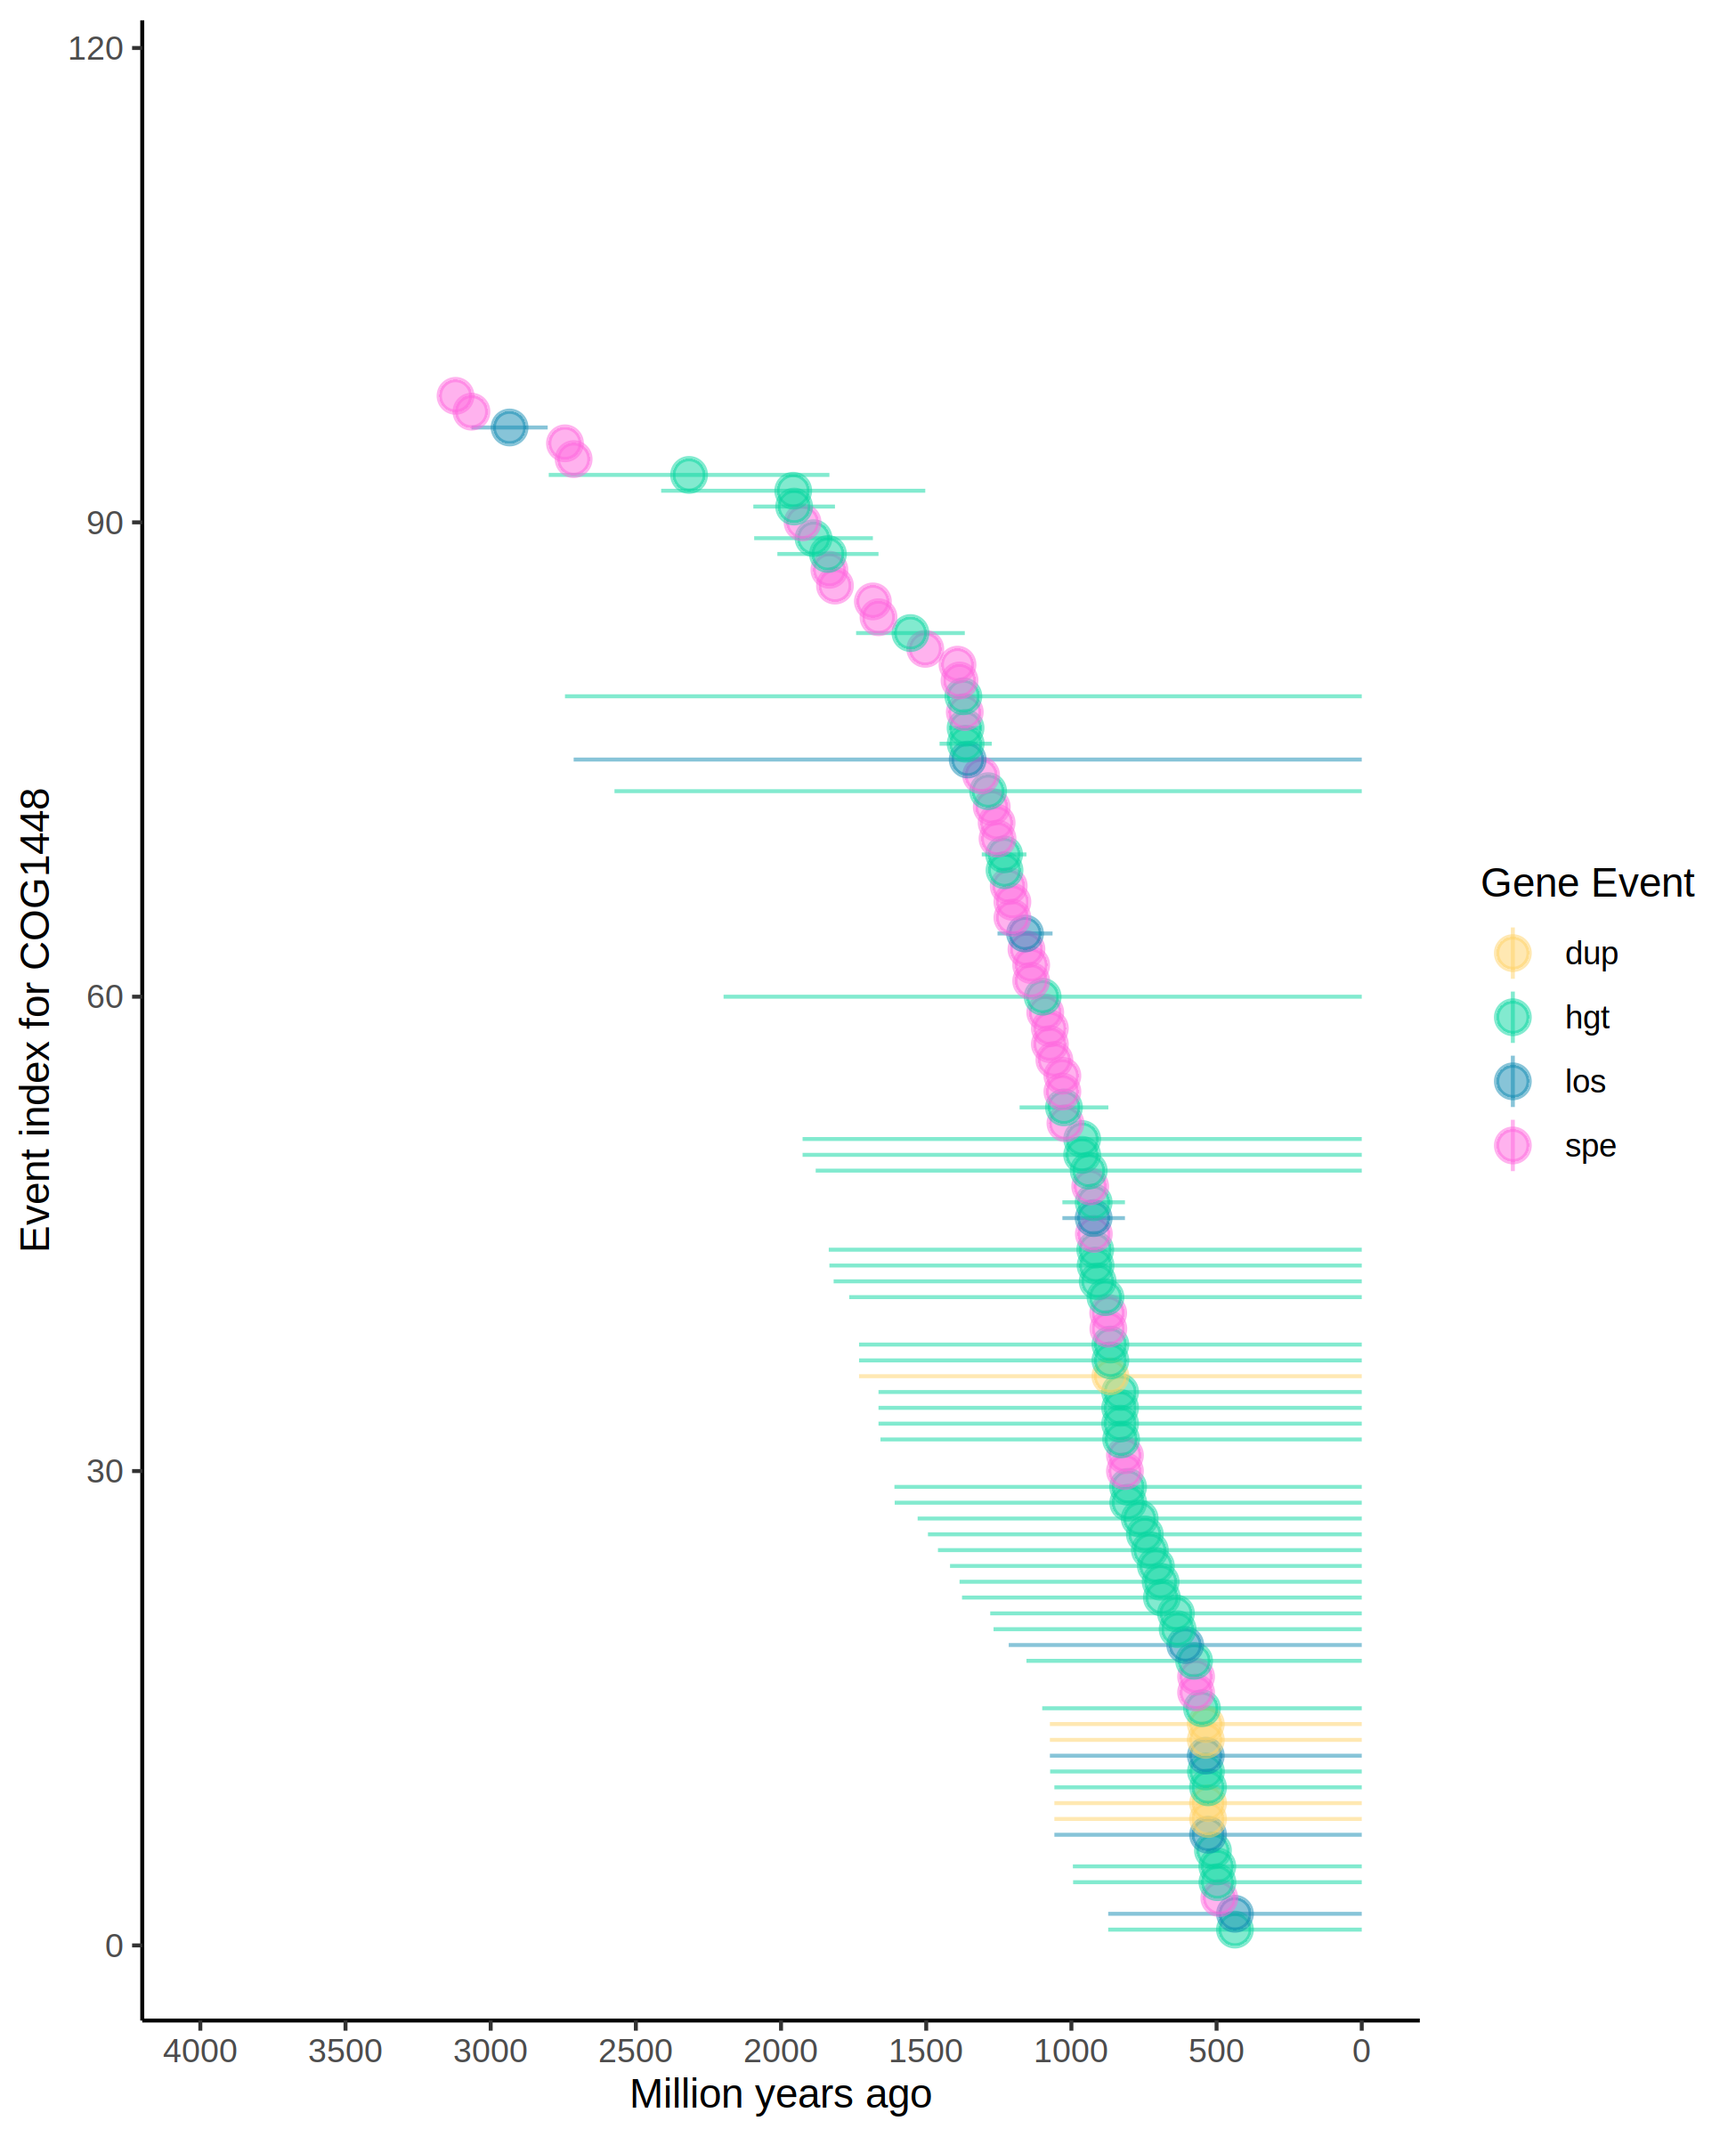 120
90
60
30
0
Event index for COG1448
4000 3500 3000 2500 2000 1500 1000 500 0
Million years ago
Gene Event
dup
hgt
los
spe